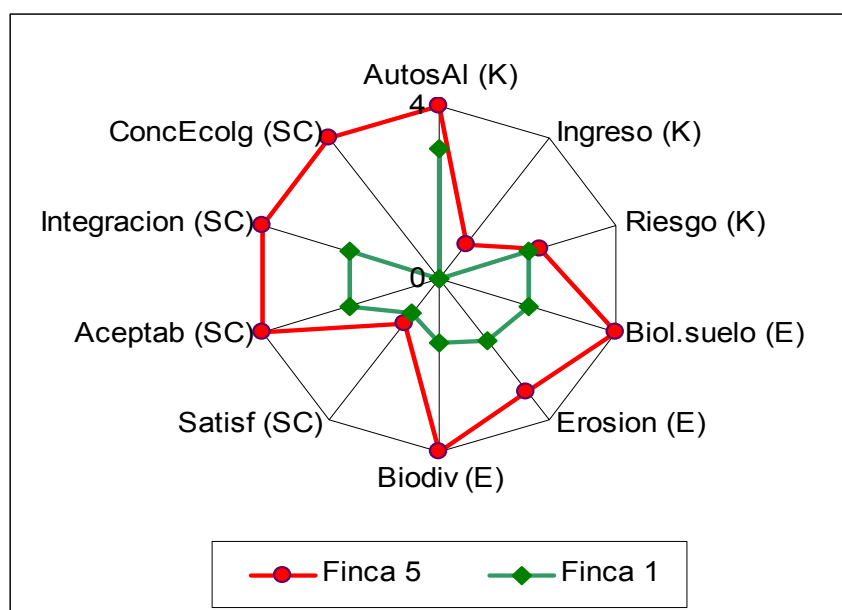 AutosAI (K)
4
ConcEcolg (SC)
Ingreso (K)
Integracion (SC)
Riesgo (K)
0
Aceptab (SC)
Biol.suelo (E)
Satisf (SC)
Erosion (E)
Biodiv (E)
Finca 5
Finca 1